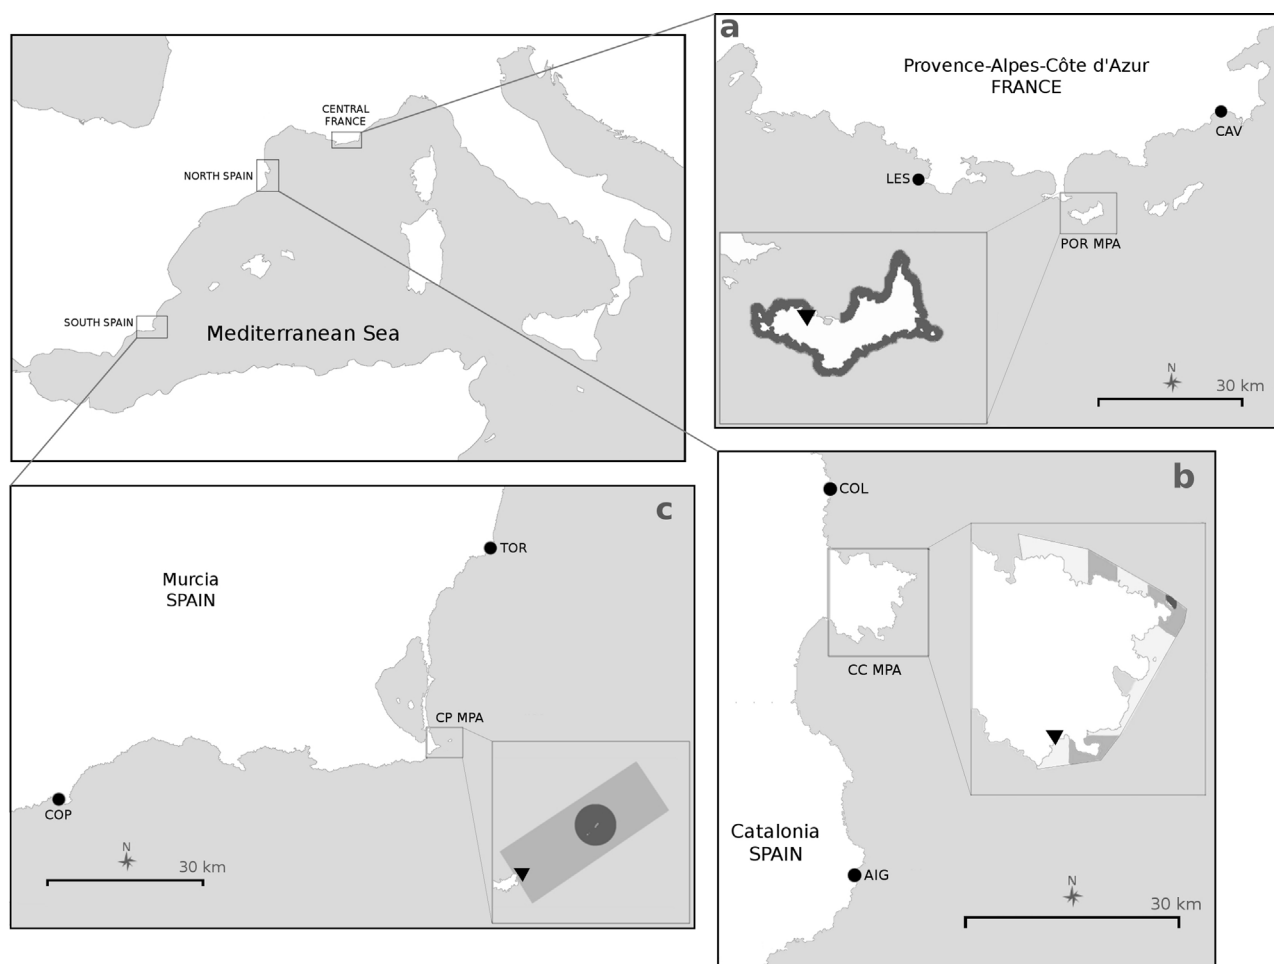 CENTRAL
FRANCE
NORTH SPAIN
SOUTH SPAIN
Mediterranean Sea
a
Provence-Alpes-Côte d'Azur
FRANCE
CAV
LES
POR MPA
N
30 km
b
COL
CC MPA
Catalonia
SPAIN
AIG
N
30 km
c
TOR
Murcia
SPAIN
CP MPA
COP
N
30 km